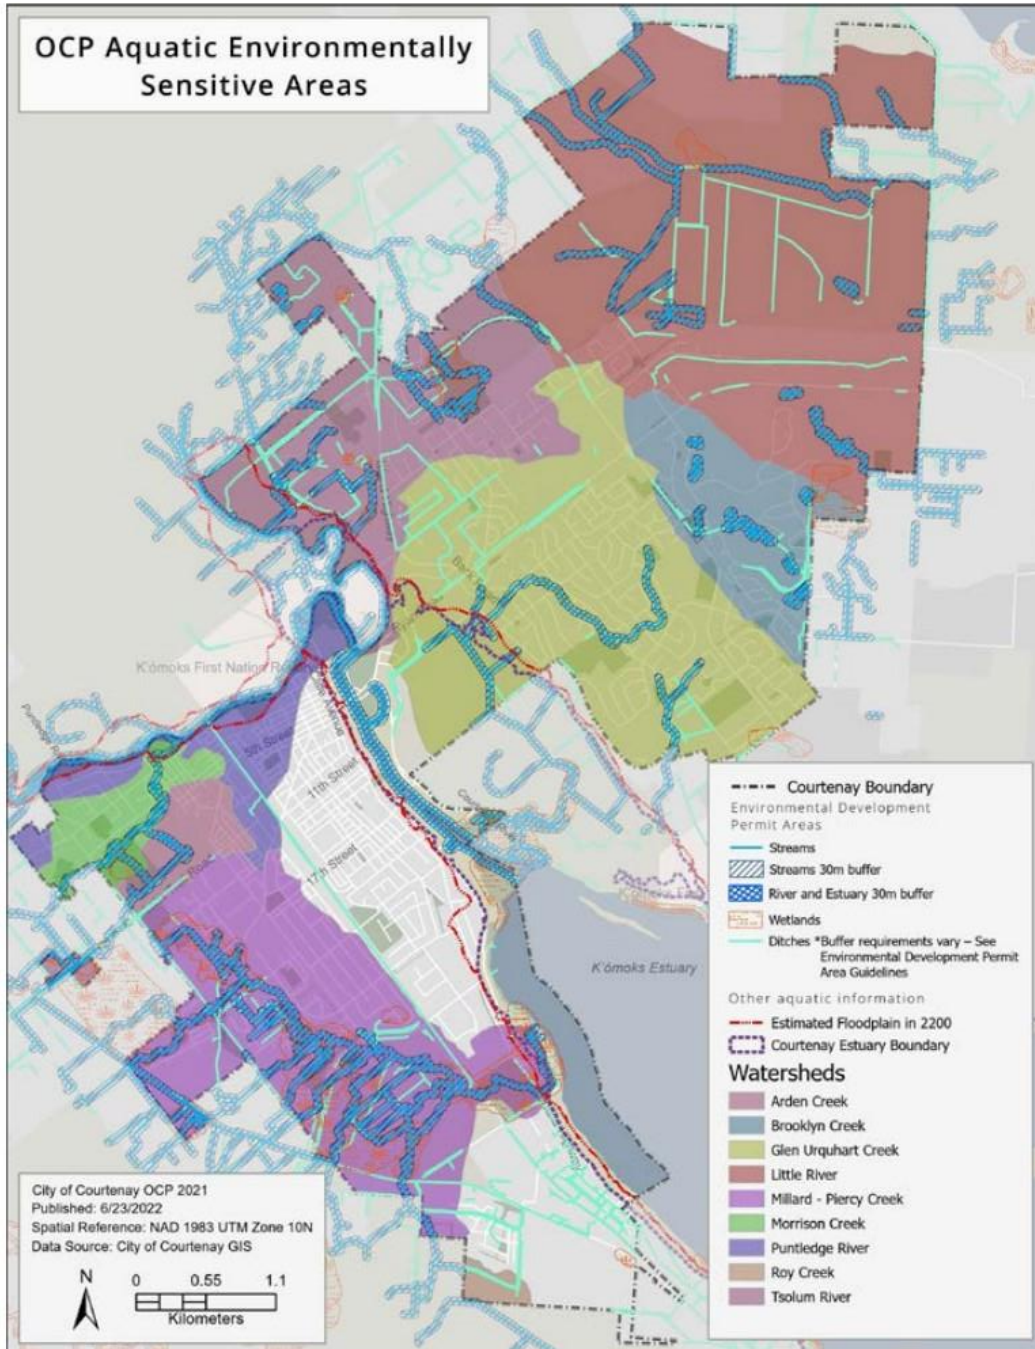 OCP Aquatic Environmentally
Sensitive Areas
K'ómoks First Nation
5th Street
11th Street
17th Street
K'ómoks Estuary
Courtenay Boundary
Environmental Development
Permit Areas
Streams
Streams 30m buffer
River and Estuary 30m buffer
Wetlands
Ditches *Buffer requirements vary – See
Environmental Development Permit
Area Guidelines
Other aquatic information
Estimated Floodplain in 2200
Courtenay Estuary Boundary
Watersheds
Arden Creek
Brooklyn Creek
Glen Urquhart Creek
Little River
Millard - Piercy Creek
Morrison Creek
Puntledge River
Roy Creek
Tsolum River
City of Courtenay OCP 2021
Published: 6/23/2022
Spatial Reference: NAD 1983 UTM Zone 10N
Data Source: City of Courtenay GIS
N
0 0.55 1.1
Kilometers